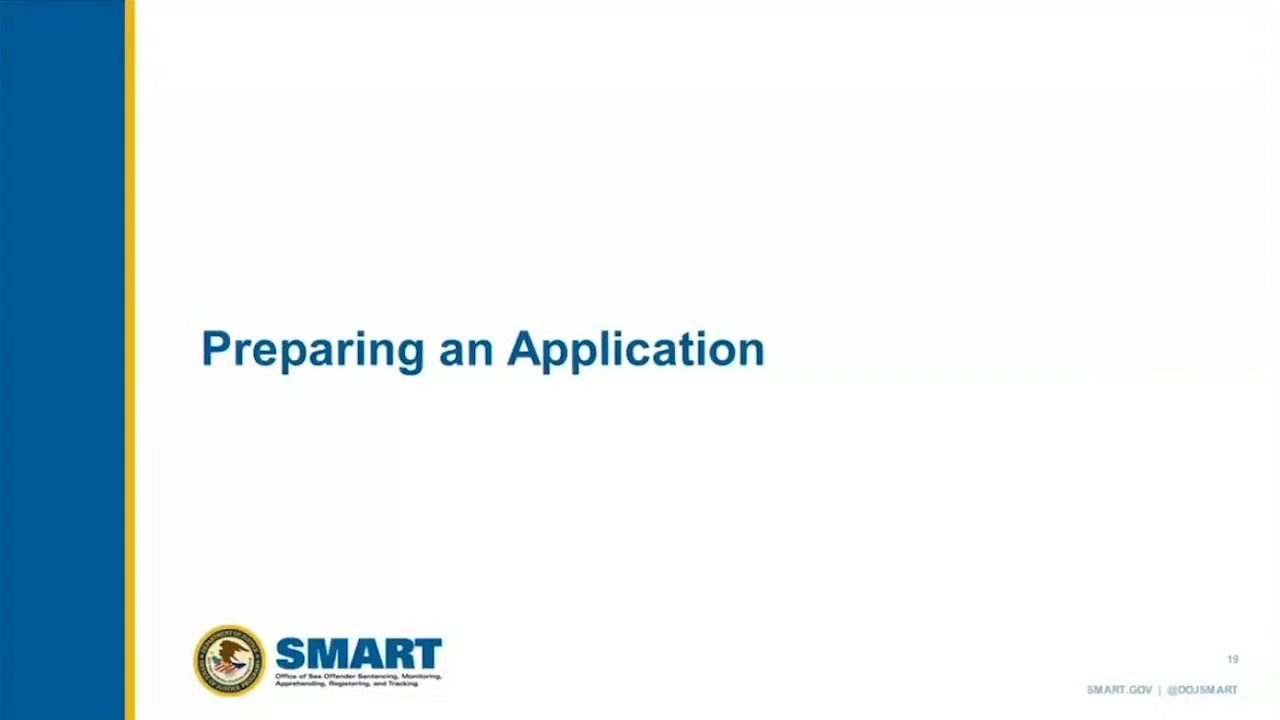 Preparing an Application
SMART
Office of Sex Offender Sentencing, Monitoring,
Apprehending, Registering, and Tracking
19
SMART.GOV | @DOJSMART